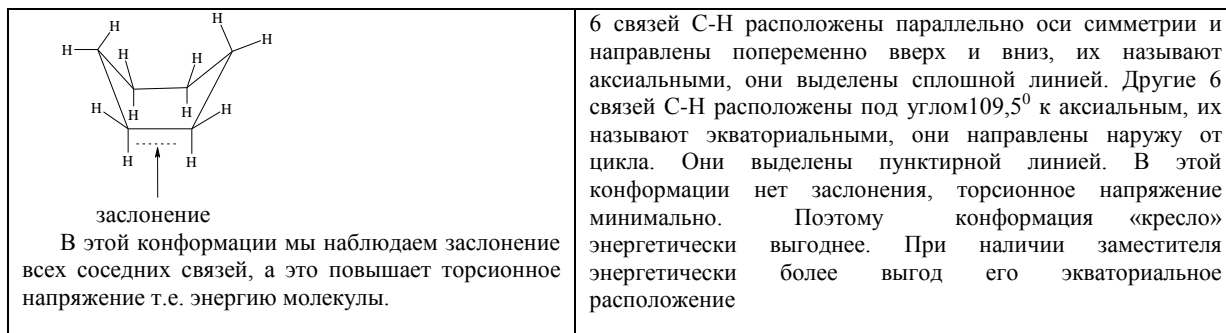 H
H
H
H
H
H
H
H
H
H
H
H
заслонение
В этой конформации мы наблюдаем заслонение
всех соседних связей, а это повышает торсионное
напряжение т.е. энергию молекулы.
6 связей С-Н расположены параллельно оси симметрии и
направлены попеременно вверх и вниз, их называют
аксиальными, они выделены сплошной линией. Другие 6
связей С-Н расположены под углом109,5⁰ к аксиальным, их
называют экваториальными, они направлены наружу от
цикла. Они выделены пунктирной линией. В этой
конформации нет заслонения, торсионное напряжение
минимально. Поэтому конформация «кресло»
энергетически выгоднее. При наличии заместителя
энергетически более выгод его экваториальное
расположение